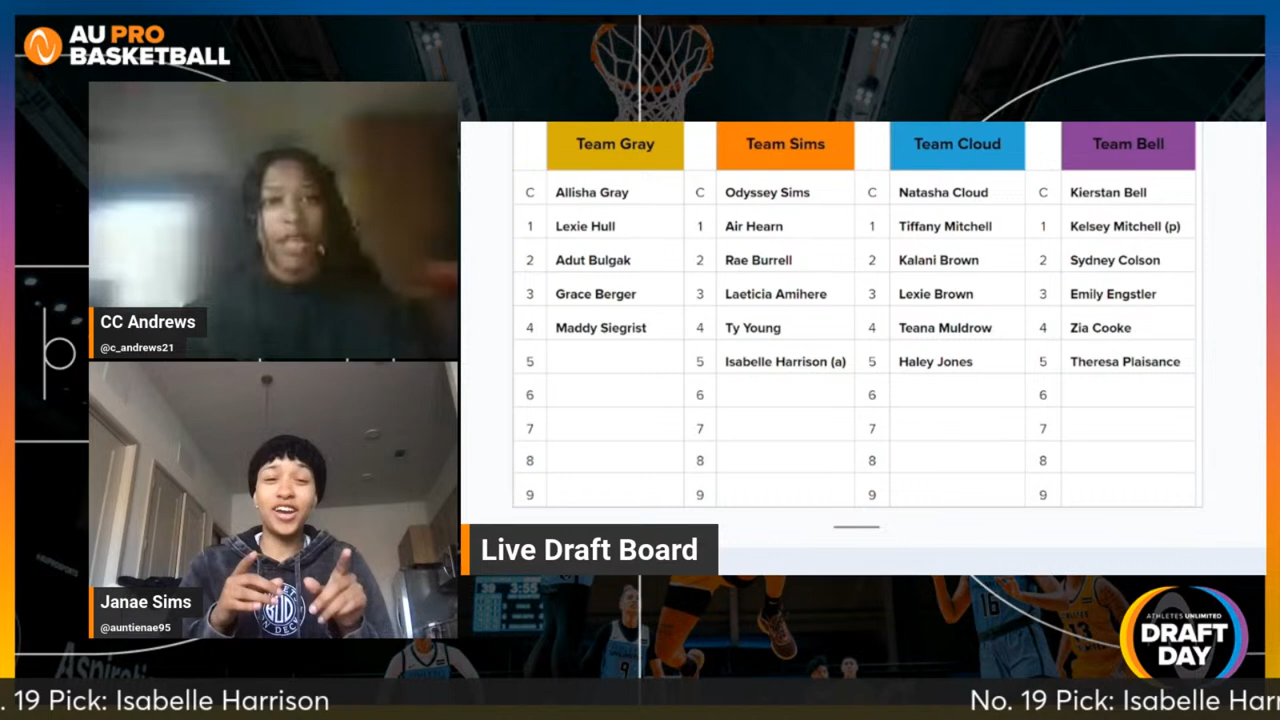 AU PRO
BASKETBALL
CC Andrews
@c_andrews21
Janae Sims
@auntienae95
Team Gray Team Sims Team Cloud Team Bell
C Allisha Gray C Odyssey Sims C Natasha Cloud C Kierstan Bell
1 Lexie Hull 1 Air Hearn 1 Tiffany Mitchell 1 Kelsey Mitchell (p)
2 Adut Bulgak 2 Rae Burrell 2 Kalani Brown 2 Sydney Colson
3 Grace Berger 3 Laeticia Amihere 3 Lexie Brown 3 Emily Engstler
4 Maddy Siegrist 4 Ty Young 4 Teana Muldrow 4 Zia Cooke
5 5 Isabelle Harrison (a) 5 Haley Jones 5 Theresa Plaisance
6 6 6 6
7 7 7 7
8 8 8 8
9 9 9 9
Live Draft Board
39 3:55
9
16
13
ATHLETES UNLIMITED
DRAFT
DAY
. 19 Pick: Isabelle Harrison No. 19 Pick: Isabelle Harr